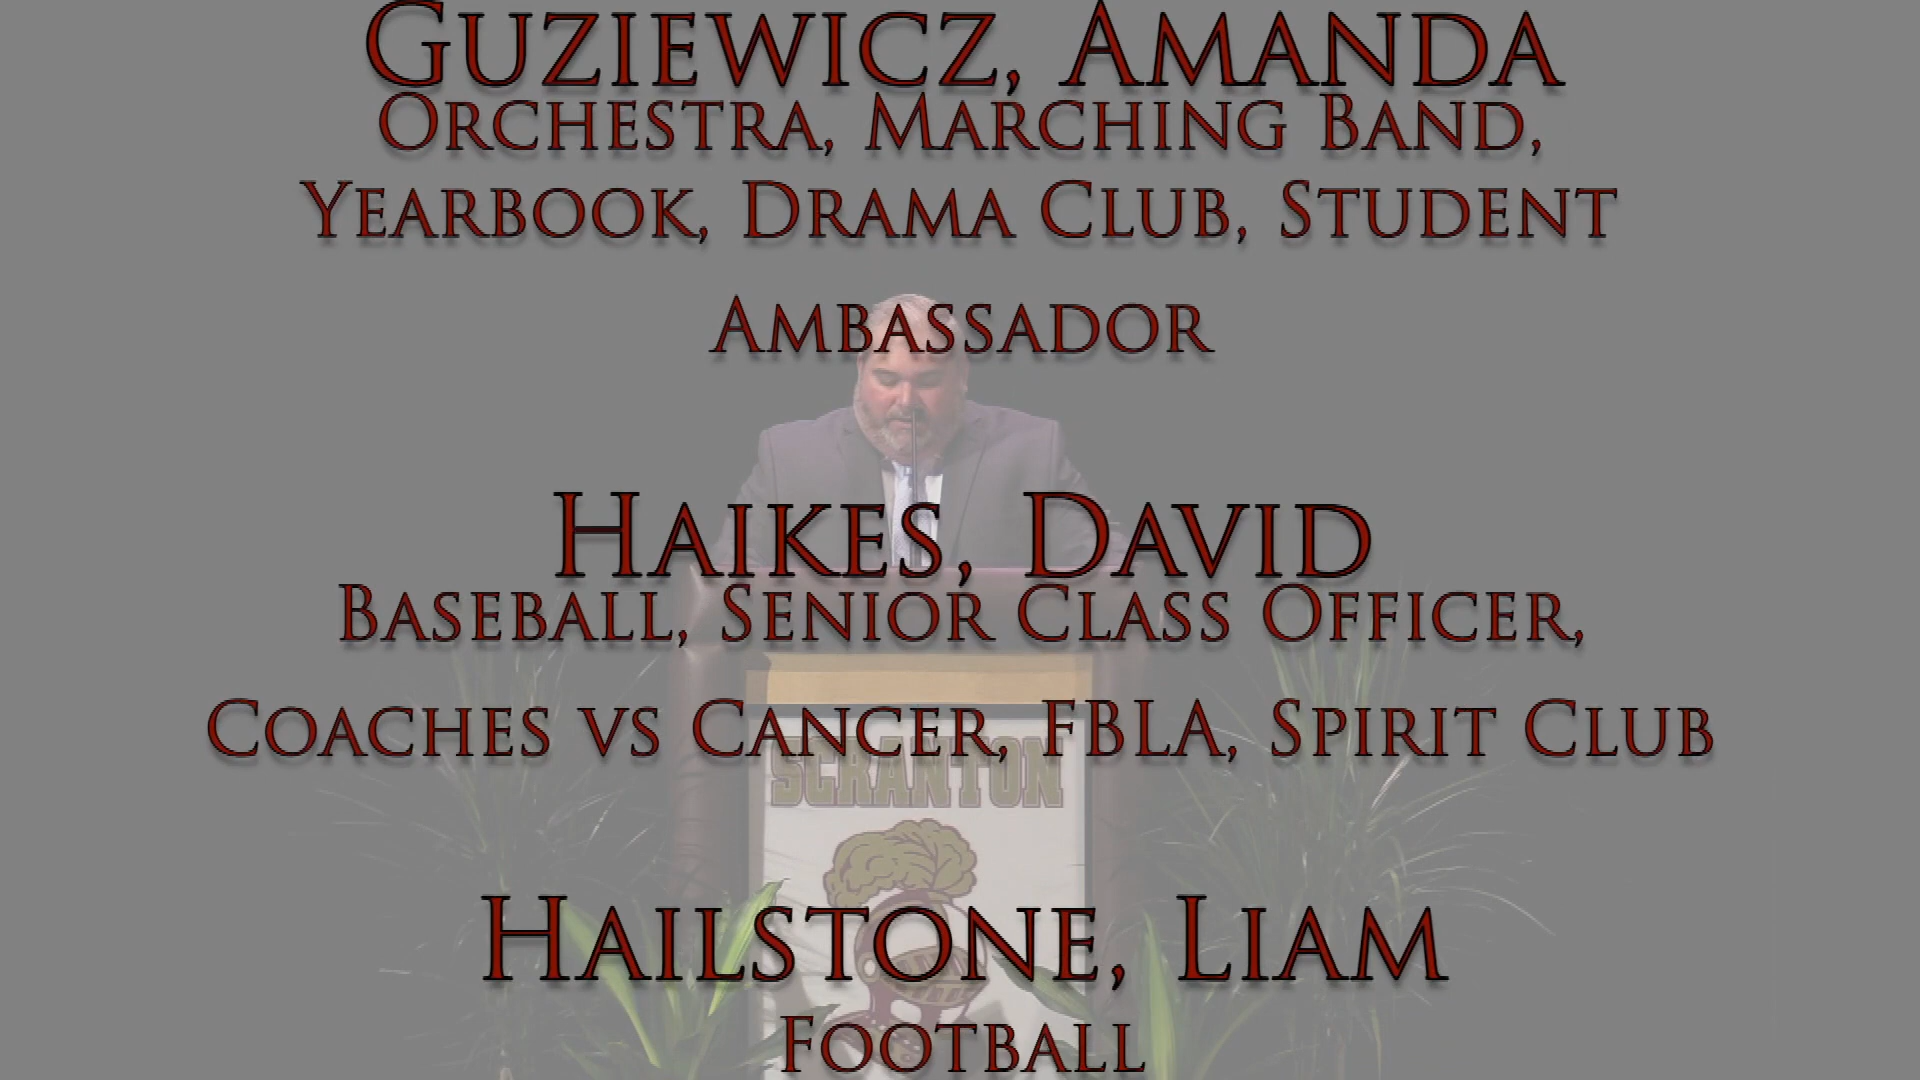 Guziewicz, Amanda
Orchestra, Marching Band,
Yearbook, Drama Club, Student
Ambassador
Haikes, David
Baseball, Senior Class Officer,
Coaches vs Cancer, FBLA, Spirit Club
SCRANTON
Hailstone, Liam
Football